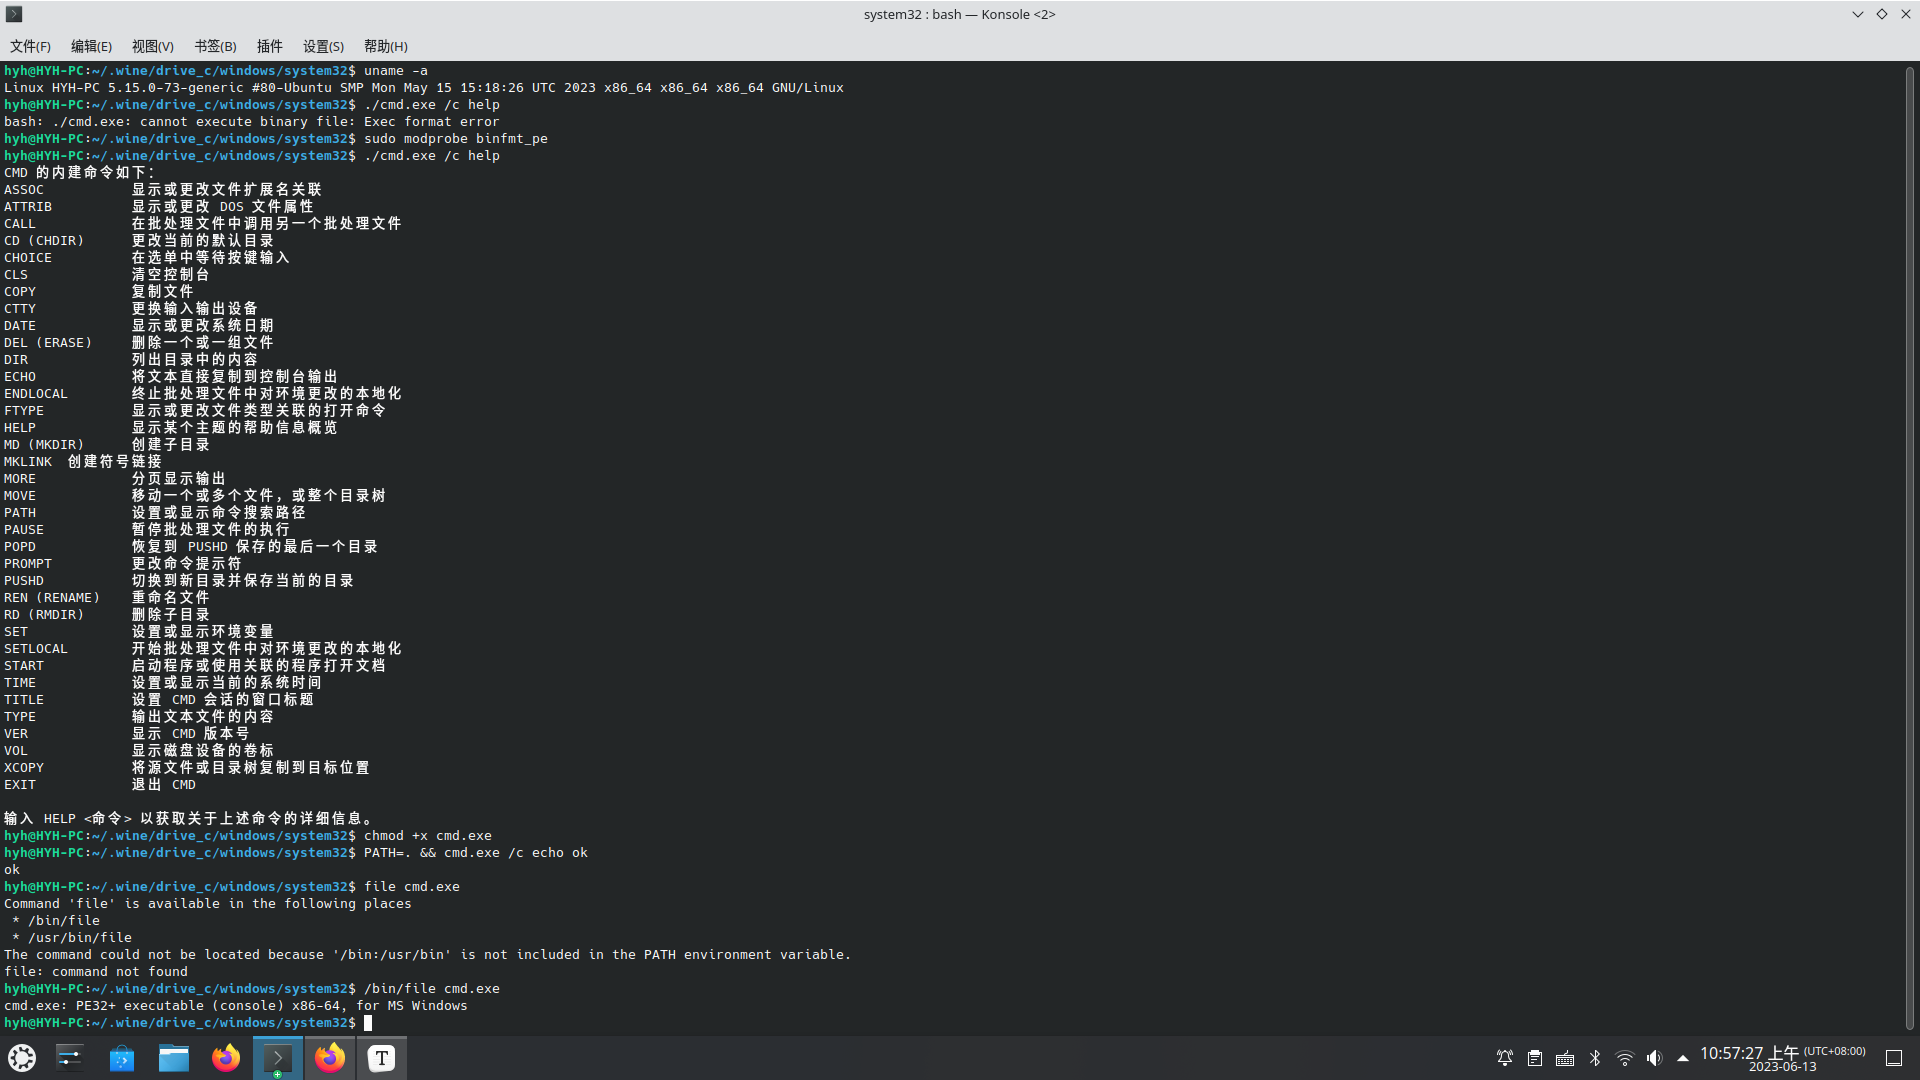 system32 : bash — Konsole <2>
文件(F) 编辑(E) 视图(V) 书签(B) 插件 设置(S) 帮助(H)
hyh@HYH-PC:~/.wine/drive_c/windows/system32$ uname -a
Linux HYH-PC 5.15.0-73-generic #80-Ubuntu SMP Mon May 15 15:18:26 UTC 2023 x86_64 x86_64 x86_64 GNU/Linux
hyh@HYH-PC:~/.wine/drive_c/windows/system32$ ./cmd.exe /c help
bash: ./cmd.exe: cannot execute binary file: Exec format error
hyh@HYH-PC:~/.wine/drive_c/windows/system32$ sudo modprobe binfmt_pe
hyh@HYH-PC:~/.wine/drive_c/windows/system32$ ./cmd.exe /c help
CMD 的内建命令如下：
ASSOC 显示或更改文件扩展名关联
ATTRIB 显示或更改 DOS 文件属性
CALL 在批处理文件中调用另一个批处理文件
CD (CHDIR) 更改当前的默认目录
CHOICE 在选单中等待按键输入
CLS 清空控制台
COPY 复制文件
CTTY 更换输入输出设备
DATE 显示或更改系统日期
DEL (ERASE) 删除一个或一组文件
DIR 列出目录中的内容
ECHO 将文本直接复制到控制台输出
ENDLOCAL 终止批处理文件中对环境更改的本地化
FTYPE 显示或更改文件类型关联的打开命令
HELP 显示某个主题的帮助信息概览
MD (MKDIR) 创建子目录
MKLINK 创建符号链接
MORE 分页显示输出
MOVE 移动一个或多个文件，或整个目录树
PATH 设置或显示命令搜索路径
PAUSE 暂停批处理文件的执行
POPD 恢复到 PUSHD 保存的最后一个目录
PROMPT 更改命令提示符
PUSHD 切换到新目录并保存当前的目录
REN (RENAME) 重命名文件
RD (RMDIR) 删除子目录
SET 设置或显示环境变量
SETLOCAL 开始批处理文件中对环境更改的本地化
START 启动程序或使用关联的程序打开文档
TIME 设置或显示当前的系统时间
TITLE 设置 CMD 会话的窗口标题
TYPE 输出文本文件的内容
VER 显示 CMD 版本号
VOL 显示磁盘设备的卷标
XCOPY 将源文件或目录树复制到目标位置
EXIT 退出 CMD
输入 HELP <命令> 以获取关于上述命令的详细信息。
hyh@HYH-PC:~/.wine/drive_c/windows/system32$ chmod +x cmd.exe
hyh@HYH-PC:~/.wine/drive_c/windows/system32$ PATH=. && cmd.exe /c echo ok
ok
hyh@HYH-PC:~/.wine/drive_c/windows/system32$ file cmd.exe
Command 'file' is available in the following places
* /bin/file
* /usr/bin/file
The command could not be located because '/bin:/usr/bin' is not included in the PATH environment variable.
file: command not found
hyh@HYH-PC:~/.wine/drive_c/windows/system32$ /bin/file cmd.exe
cmd.exe: PE32+ executable (console) x86-64, for MS Windows
hyh@HYH-PC:~/.wine/drive_c/windows/system32$
T
10:57:27 上午 (UTC+08:00)
2023-06-13